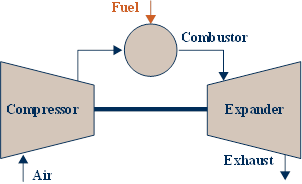 Fuel
Combustor
Compressor
Expander
Air
Exhaust